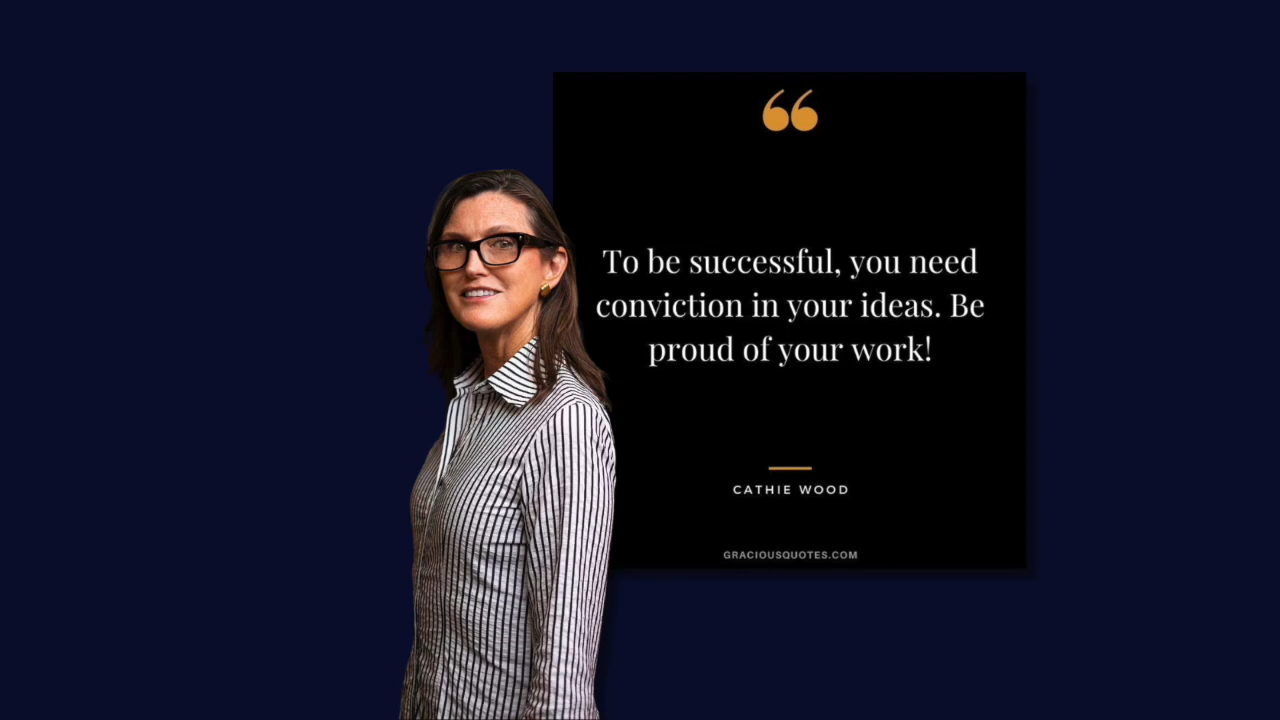 “
To be successful, you need
conviction in your ideas. Be
proud of your work!
CATHIE WOOD
GRACIOUSQUOTES.COM